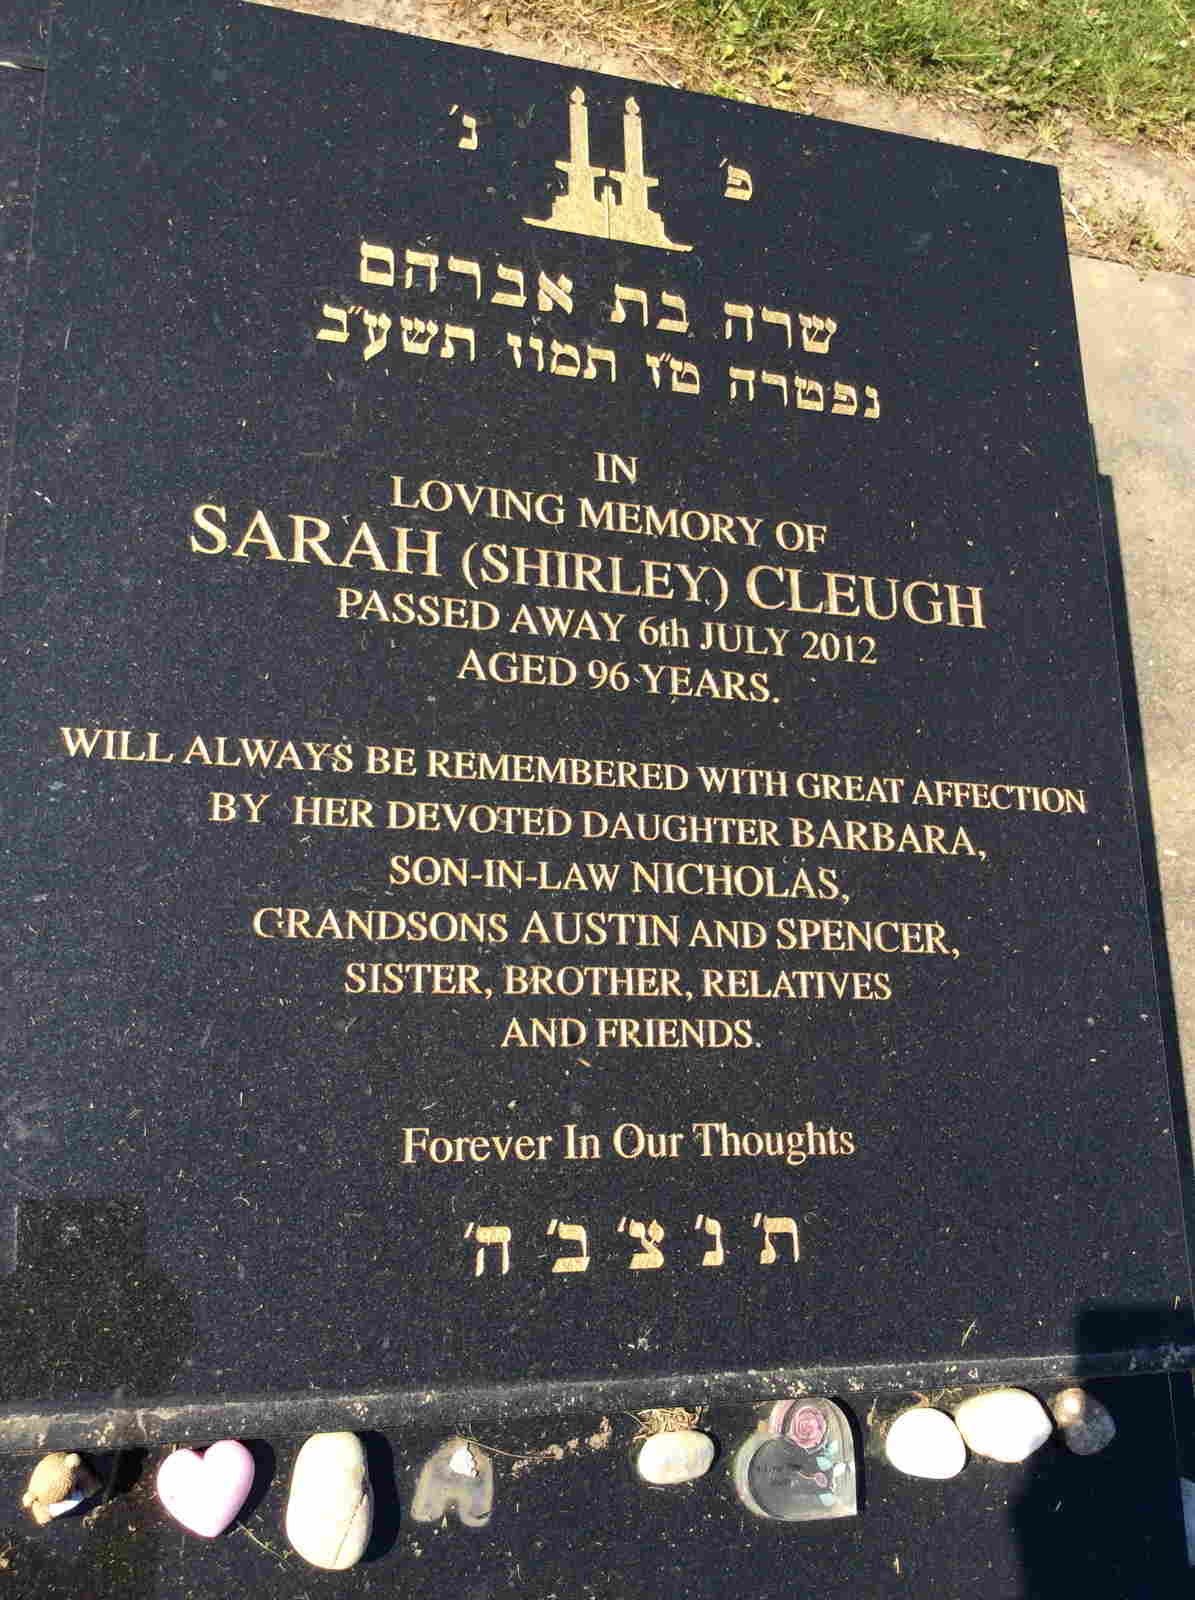 פ׳ נ׳
שרה בת אברהם
נפטרה ט״ז תמוז תשע״ב
IN
LOVING MEMORY OF
SARAH (SHIRLEY) CLEUGH
PASSED AWAY 6th JULY 2012
AGED 96 YEARS.
WILL ALWAYS BE REMEMBERED WITH GREAT AFFECTION
BY HER DEVOTED DAUGHTER BARBARA,
SON-IN-LAW NICHOLAS,
GRANDSONS AUSTIN AND SPENCER,
SISTER, BROTHER, RELATIVES
AND FRIENDS.
Forever In Our Thoughts
ת׳ נ׳ צ׳ ב׳ ה׳